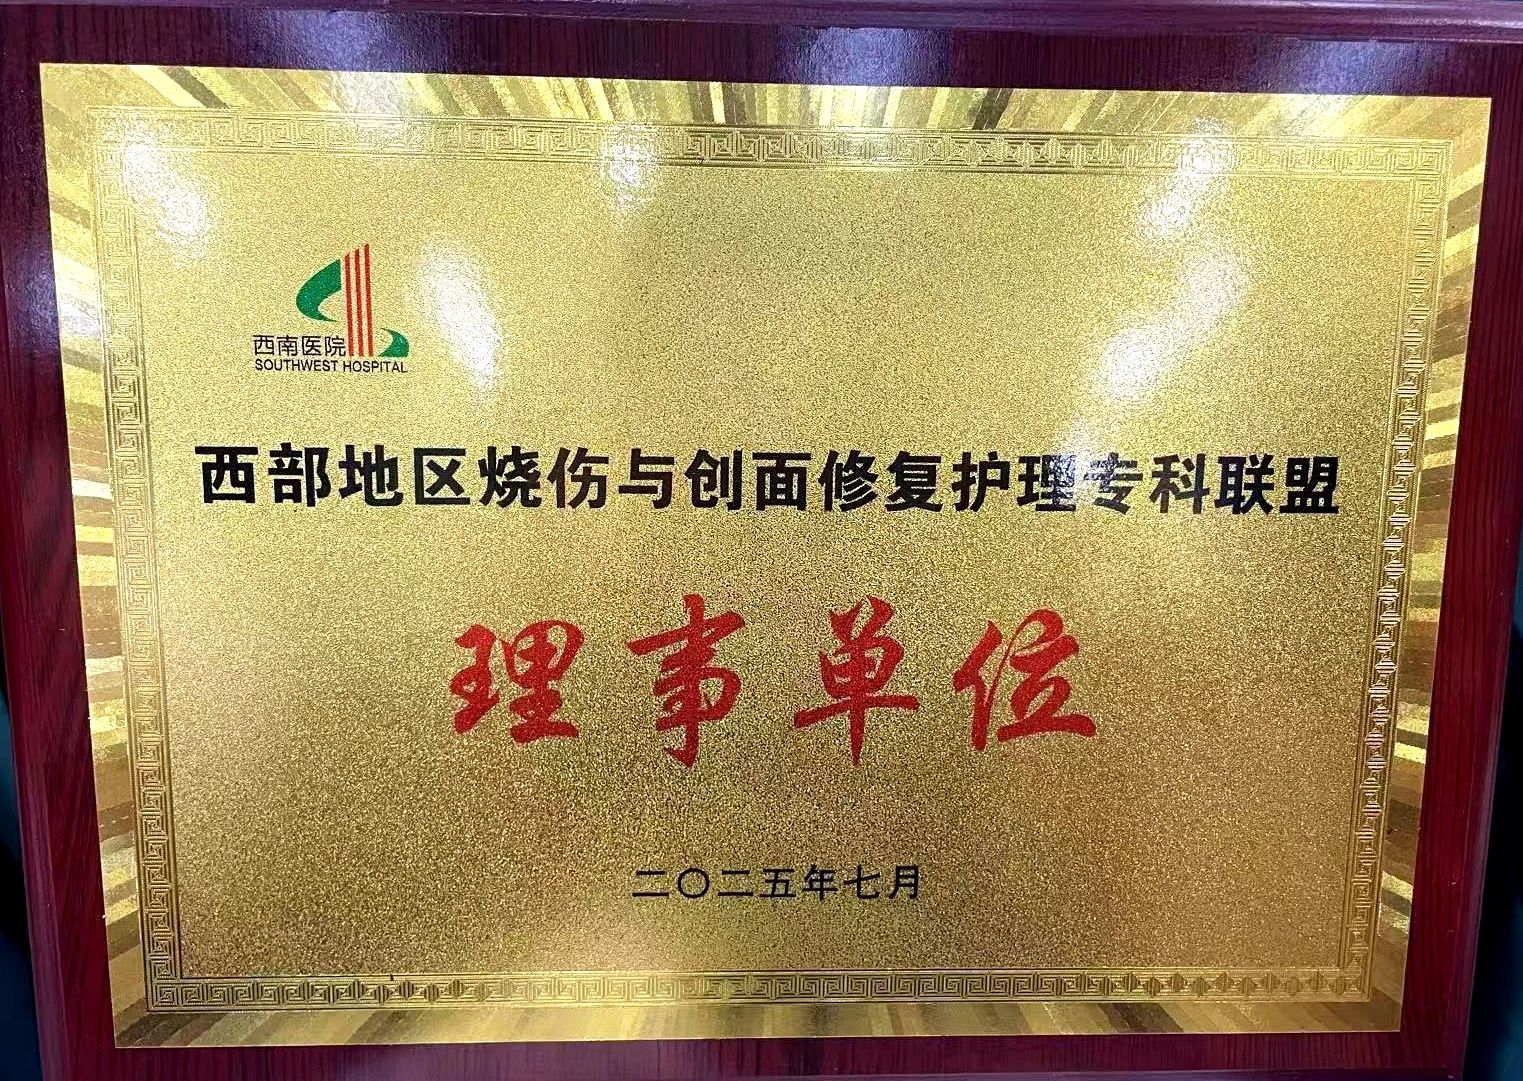 西南医院
SOUTHWEST HOSPITAL
西部地区烧伤与创面修复护理专科联盟
理事单位
二〇二五年七月